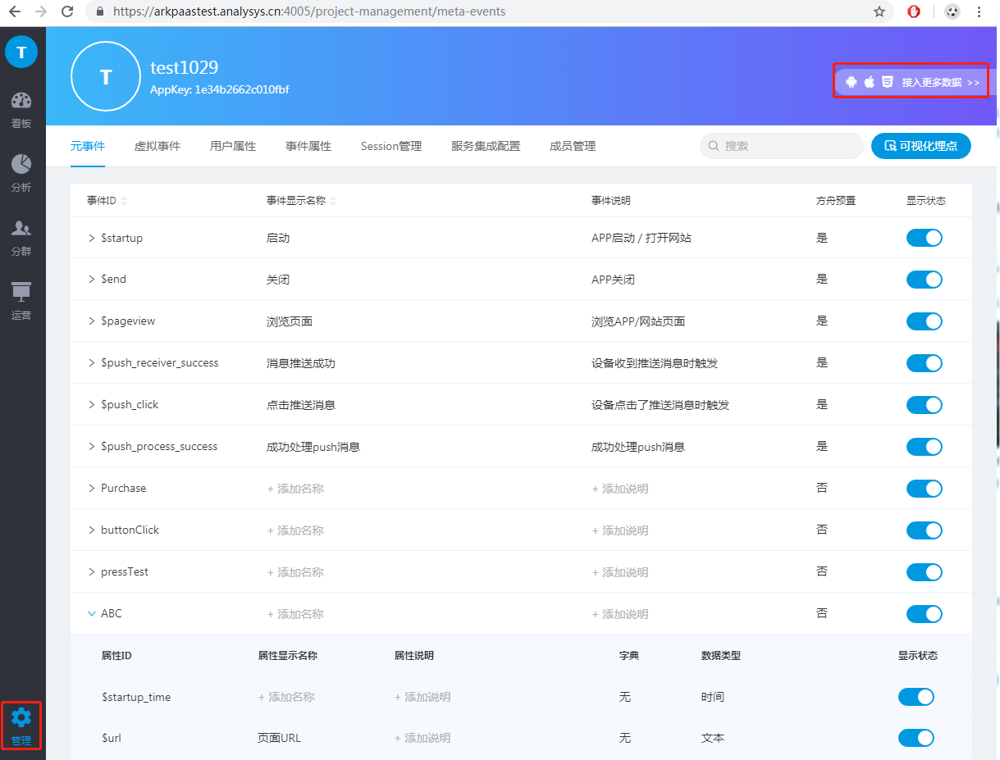 https://arkpaastest.analysys.cn:4005/project-management/meta-events
T
T
test1029
AppKey: 1e34b2662c010fbf
接入更多数据 >>
看板
分析
分群
运营
管理
元事件 虚拟事件 用户属性 事件属性 Session管理 服务集成配置 成员管理 搜索 可视化埋点
事件ID 事件显示名称 事件说明 方舟预置 显示状态
$startup 启动 APP启动 / 打开网站 是
$end 关闭 APP关闭 是
$pageview 浏览页面 浏览APP/网站页面 是
$push_receiver_success 消息推送成功 设备收到推送消息时触发 是
$push_click 点击推送消息 设备点击了推送消息时触发 是
$push_process_success 成功处理push消息 成功处理push消息 是
Purchase + 添加名称 + 添加说明 否
buttonClick + 添加名称 + 添加说明 否
pressTest + 添加名称 + 添加说明 否
ABC + 添加名称 + 添加说明 否
属性ID 属性显示名称 属性说明 字典 数据类型 显示状态
$startup_time + 添加名称 + 添加说明 无 时间
$url 页面URL + 添加说明 无 文本